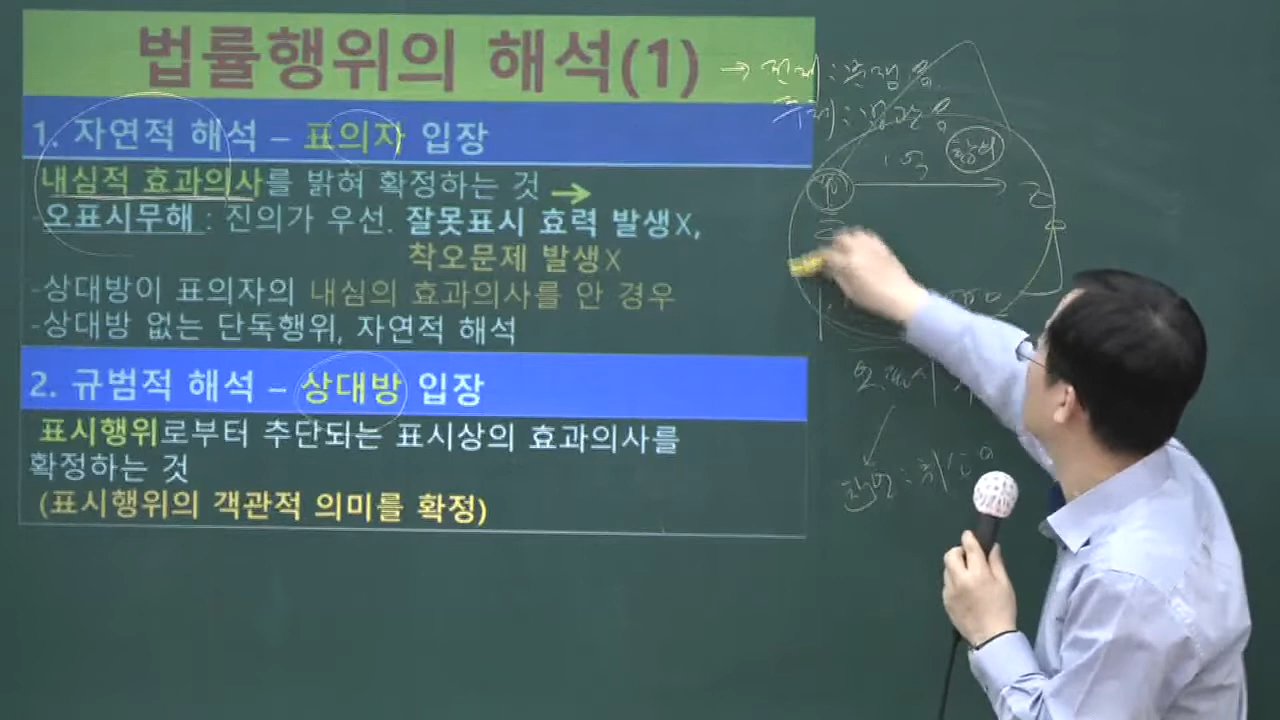 법률행위의 해석(1)
1. 자연적 해석 – 표의자 입장
내심적 효과의사를 밝혀 확정하는 것 →
-오표시무해 : 진의가 우선. 잘못표시 효력 발생X,
착오문제 발생X
-상대방이 표의자의 내심의 효과의사를 안 경우
-상대방 없는 단독행위, 자연적 해석
2. 규범적 해석 – 상대방 입장
표시행위로부터 추단되는 표시상의 효과의사를
확정하는 것
(표시행위의 객관적 의미를 확정)
1억
乙